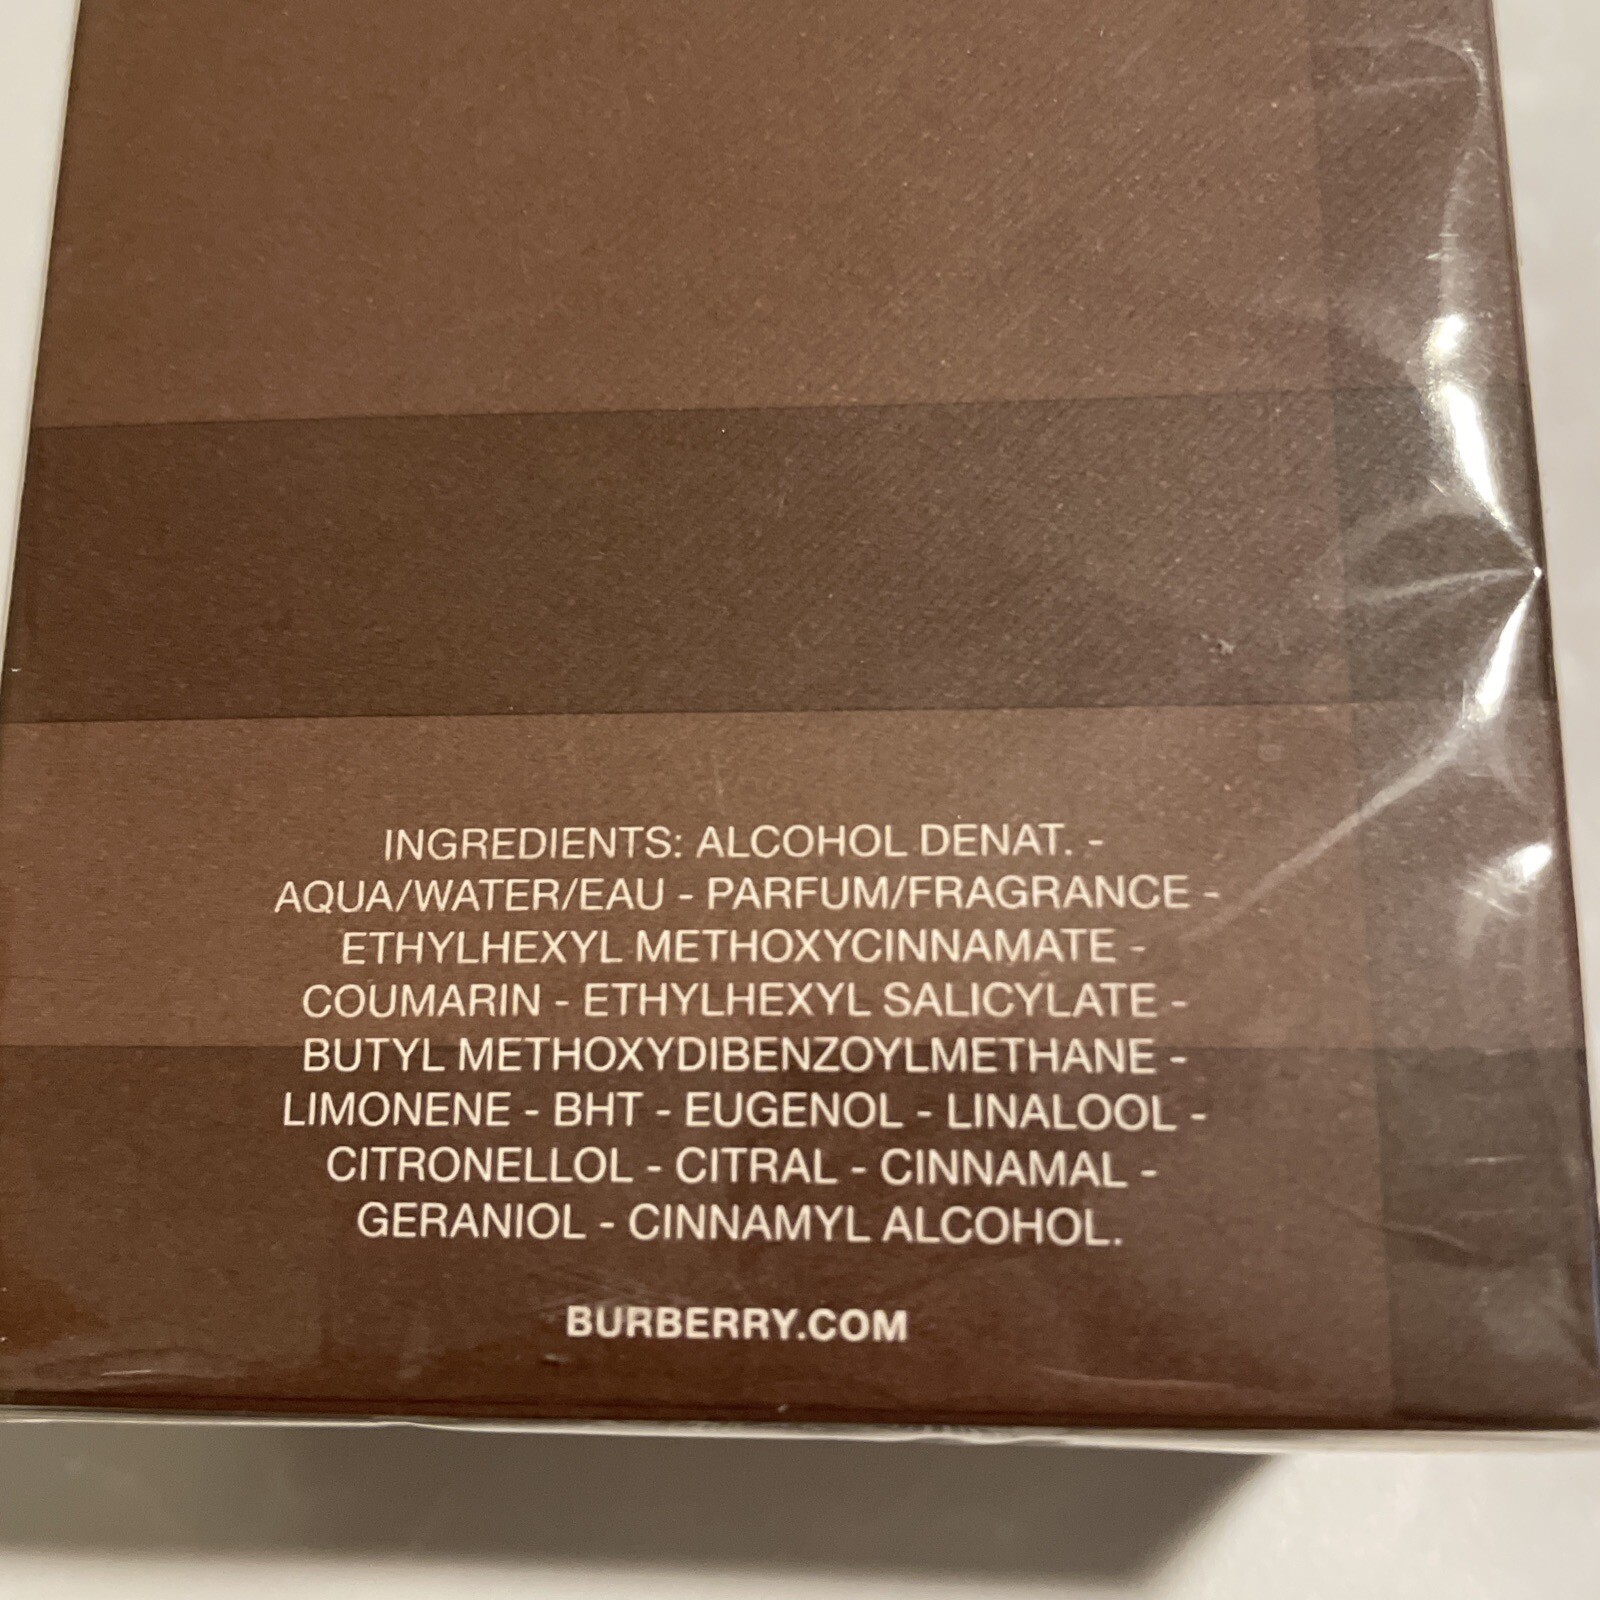 INGREDIENTS: ALCOHOL DENAT. -
AQUA/WATER/EAU - PARFUM/FRAGRANCE -
ETHYLHEXYL METHOXYCINNAMATE -
COUMARIN - ETHYLHEXYL SALICYLATE -
BUTYL METHOXYDIBENZOYLMETHANE -
LIMONENE - BHT - EUGENOL - LINALOOL -
CITRONELLOL - CITRAL - CINNAMAL -
GERANIOL - CINNAMYL ALCOHOL.
BURBERRY.COM